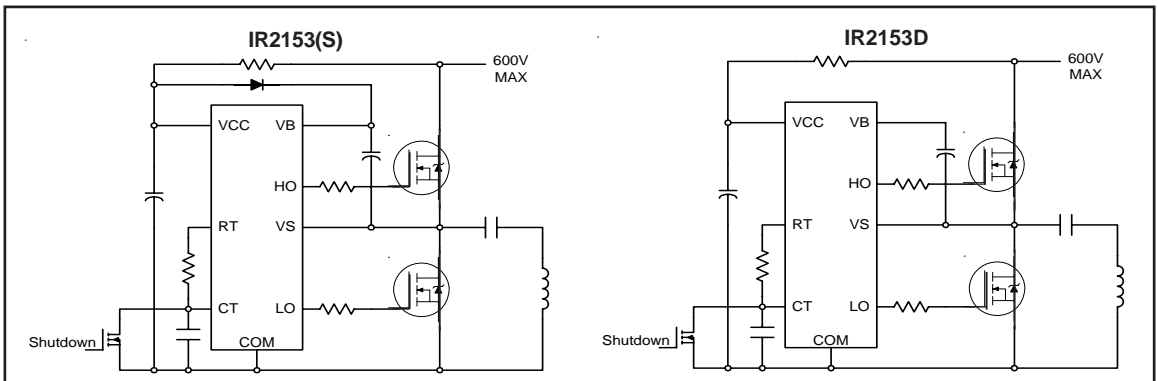 IR2153(S)
600V
MAX
VCC VB
HO
RT VS
CT LO
Shutdown
COM
IR2153D
600V
MAX
VCC VB
HO
RT VS
CT LO
Shutdown
COM